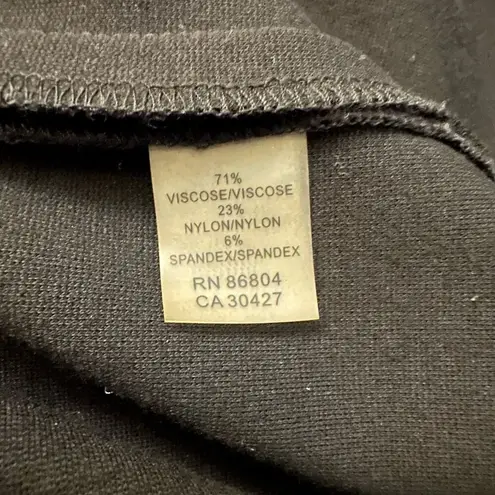 71%
VISCOSE/VISCOSE
23%
NYLON/NYLON
6%
SPANDEX/SPANDEX
RN 86804
CA 30427